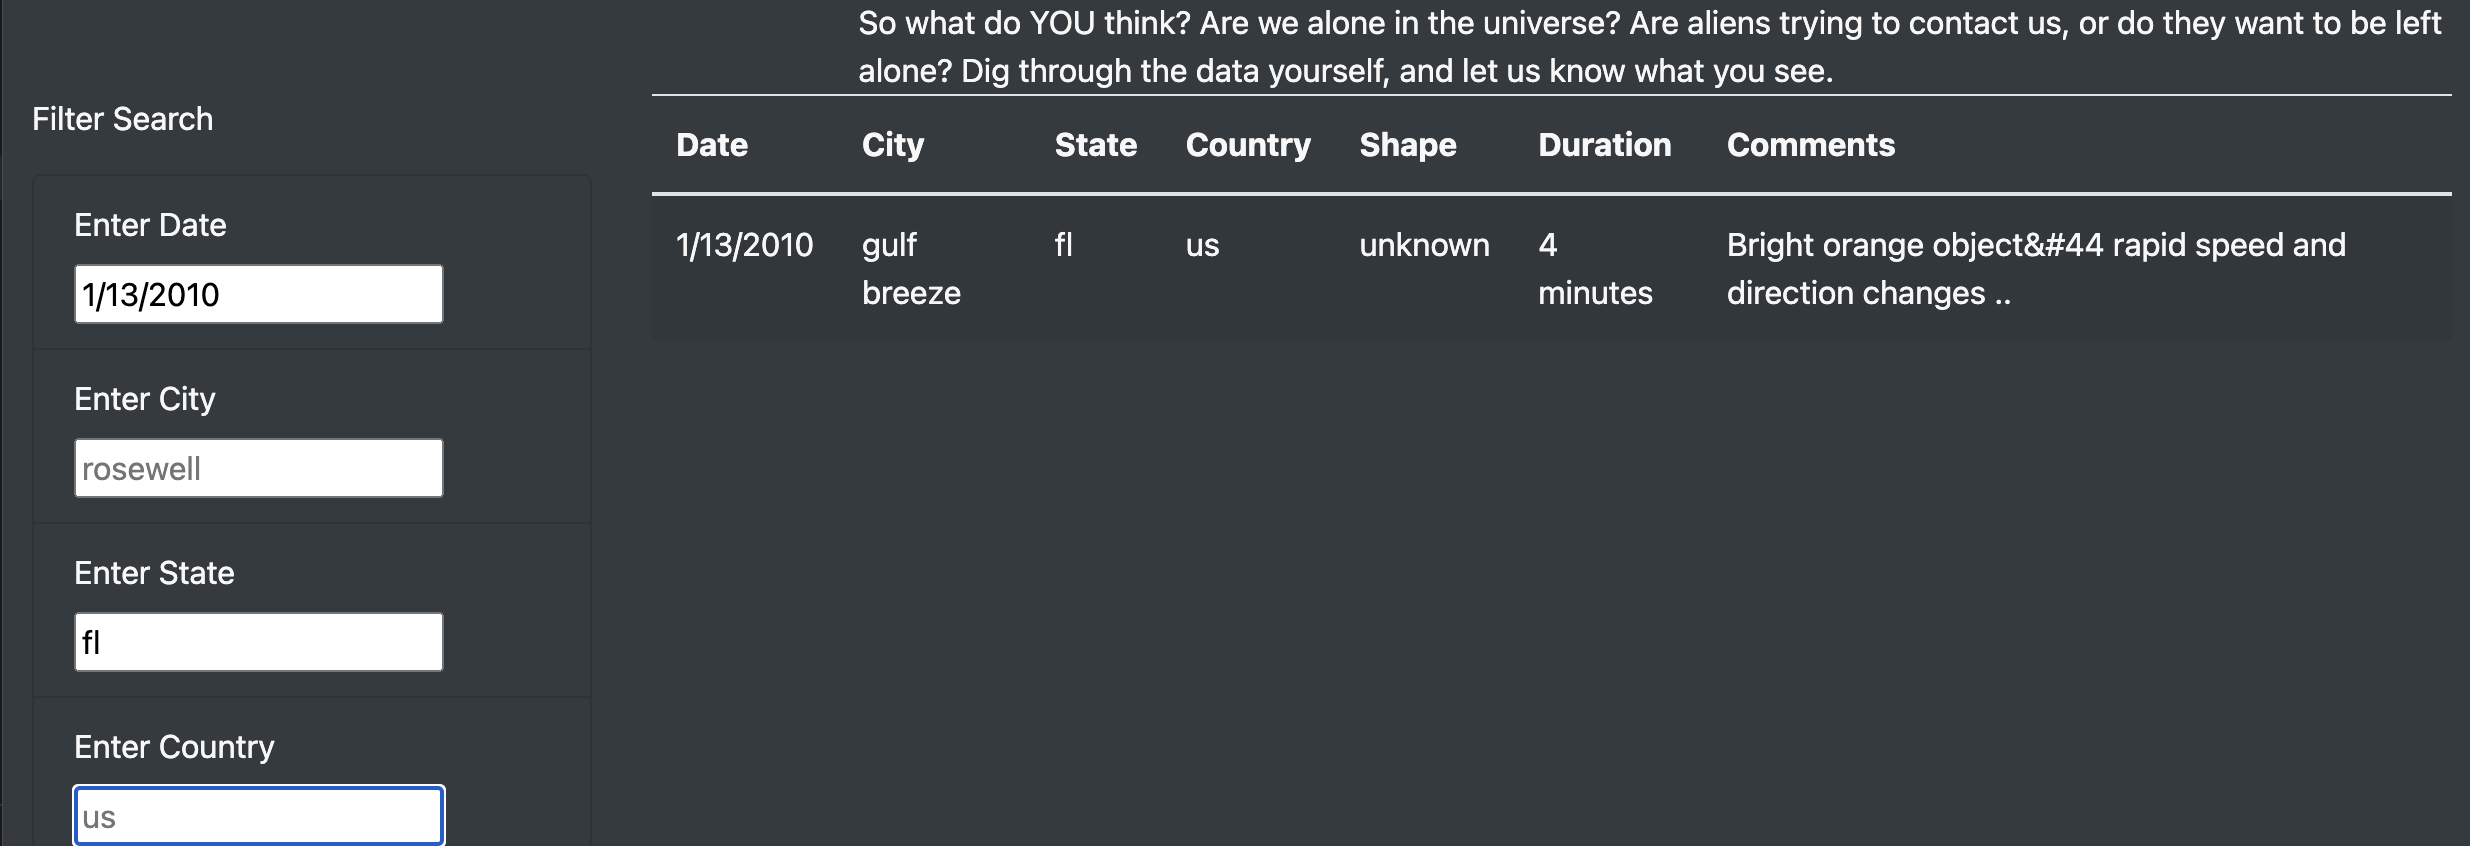 So what do YOU think? Are we alone in the universe? Are aliens trying to contact us, or do they want to be left
alone? Dig through the data yourself, and let us know what you see.
Filter Search
Enter Date
1/13/2010
Enter City
rosewell
Enter State
fl
Enter Country
us
Date City State Country Shape Duration Comments
1/13/2010 gulf fl us unknown 4 Bright orange object&#44 rapid speed and
breeze minutes direction changes ..